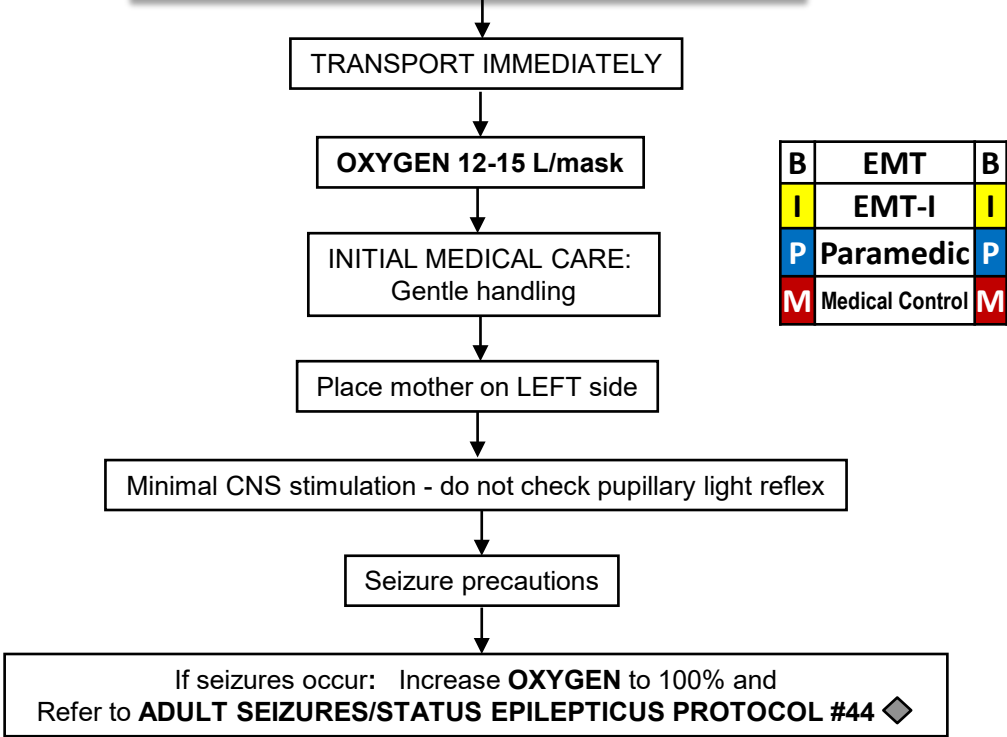 TRANSPORT IMMEDIATELY
OXYGEN 12-15 L/mask
B EMT B
I EMT-I I
P Paramedic P
M Medical Control M
INITIAL MEDICAL CARE:
Gentle handling
Place mother on LEFT side
Minimal CNS stimulation - do not check pupillary light reflex
Seizure precautions
If seizures occur: Increase OXYGEN to 100% and
Refer to ADULT SEIZURES/STATUS EPILEPTICUS PROTOCOL #44